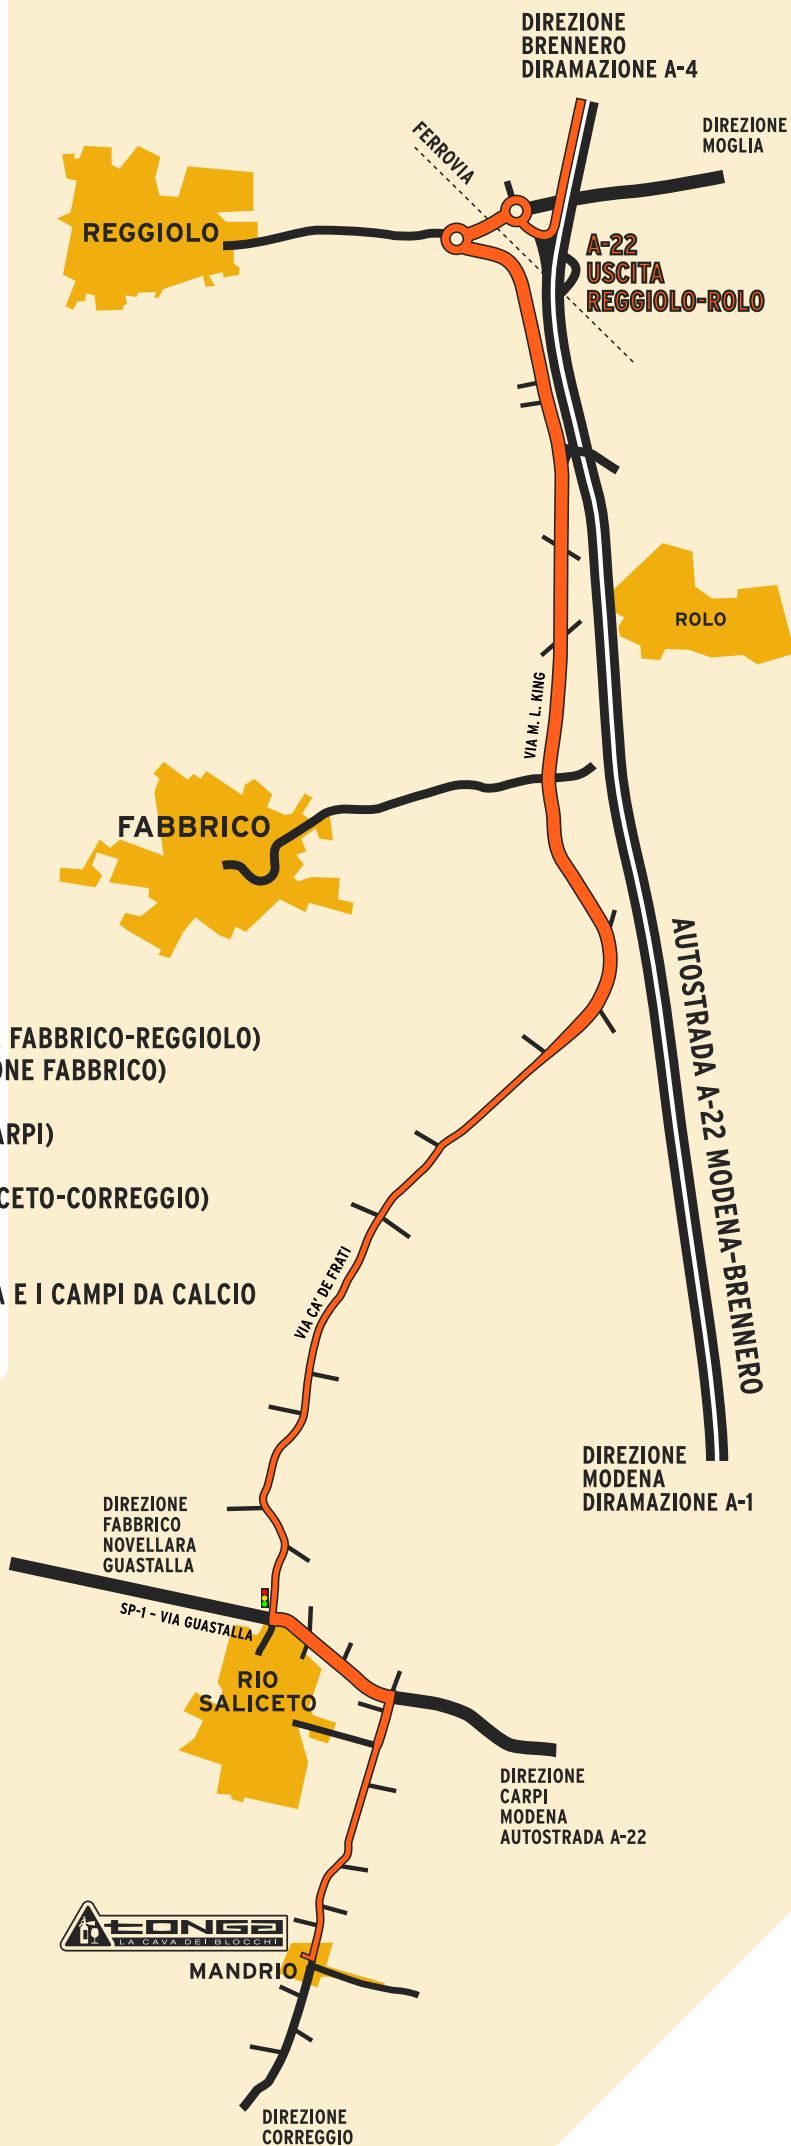 DIREZIONE
BRENNERO
DIRAMAZIONE A-4
DIREZIONE
MOGLIA
FERROVIA
REGGIOLO
A-22
USCITA
REGGIOLO-ROLO
ROLO
VIA M. L. KING
FABBRICO
AUTOSTRADA A-22 MODENA-BRENNERO
FABBRICO-REGGIOLO)
ONE FABBRICO)
ARPI)
CETO-CORREGGIO)
A E I CAMPI DA CALCIO
VIA CA' DE FRATI
DIREZIONE
MODENA
DIRAMAZIONE A-1
DIREZIONE
FABBRICO
NOVELLARA
GUASTALLA
SP-1 - VIA GUASTALLA
RIO
SALICETO
DIREZIONE
CARPI
MODENA
AUTOSTRADA A-22
tonga
LA CAVA DEI BLOCCHI
MANDRIO
DIREZIONE
CORREGGIO